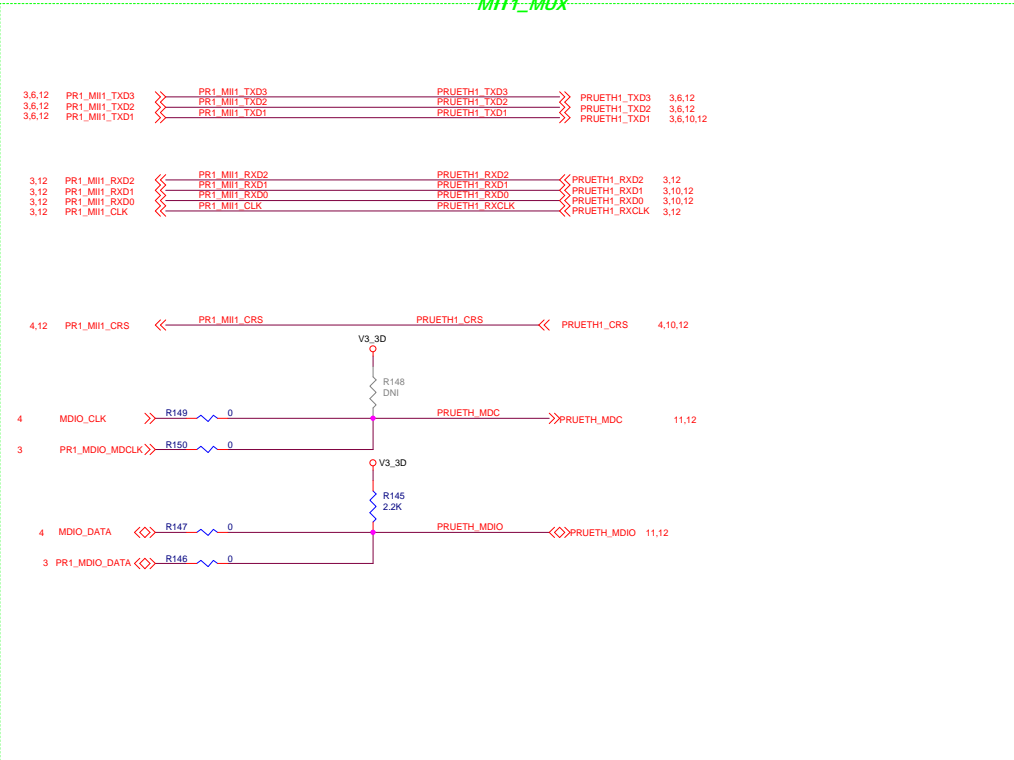 MII1_MUX
3,6,12 PR1_MII1_TXD3 PR1_MII1_TXD3 PRUETH1_TXD3 PRUETH1_TXD3 3,6,12
3,6,12 PR1_MII1_TXD2 PR1_MII1_TXD2 PRUETH1_TXD2 PRUETH1_TXD2 3,6,12
3,6,12 PR1_MII1_TXD1 PR1_MII1_TXD1 PRUETH1_TXD1 PRUETH1_TXD1 3,6,10,12
3,12 PR1_MII1_RXD2 PR1_MII1_RXD2 PRUETH1_RXD2 PRUETH1_RXD2 3,12
3,12 PR1_MII1_RXD1 PR1_MII1_RXD1 PRUETH1_RXD1 PRUETH1_RXD1 3,10,12
3,12 PR1_MII1_RXD0 PR1_MII1_RXD0 PRUETH1_RXD0 PRUETH1_RXD0 3,10,12
3,12 PR1_MII1_CLK PR1_MII1_CLK PRUETH1_RXCLK PRUETH1_RXCLK 3,12
4,12 PR1_MII1_CRS PR1_MII1_CRS PRUETH1_CRS PRUETH1_CRS 4,10,12
V3_3D
R148
DNI
4 MDIO_CLK R149 0 PRUETH_MDC PRUETH_MDC 11,12
3 PR1_MDIO_MDCLK R150 0
V3_3D
R145
2.2K
4 MDIO_DATA R147 0 PRUETH_MDIO PRUETH_MDIO 11,12
3 PR1_MDIO_DATA R146 0